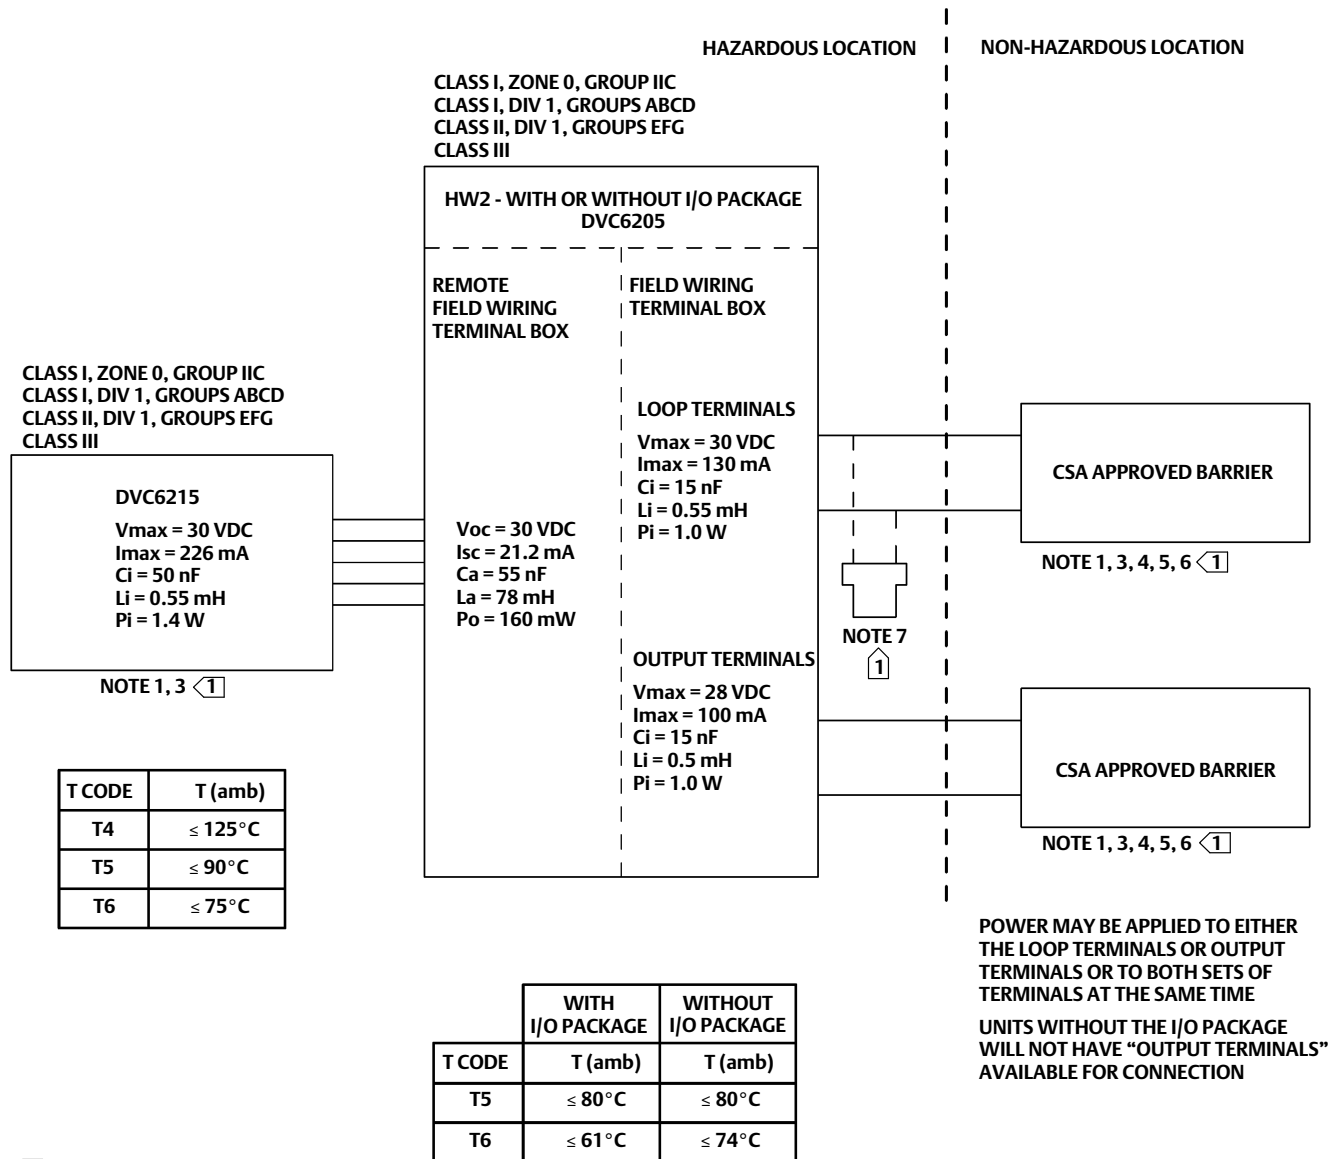 HAZARDOUS LOCATION
NON-HAZARDOUS LOCATION
CLASS I, ZONE 0, GROUP IIC
CLASS I, DIV 1, GROUPS ABCD
CLASS II, DIV 1, GROUPS EFG
CLASS III
HW2 - WITH OR WITHOUT I/O PACKAGE
DVC6205
REMOTE
FIELD WIRING
TERMINAL BOX
FIELD WIRING
TERMINAL BOX
CLASS I, ZONE 0, GROUP IIC
CLASS I, DIV 1, GROUPS ABCD
CLASS II, DIV 1, GROUPS EFG
CLASS III
DVC6215
Vmax = 30 VDC
Imax = 226 mA
Ci = 50 nF
Li = 0.55 mH
Pi = 1.4 W
NOTE 1, 3 1
Voc = 30 VDC
Isc = 21.2 mA
Ca = 55 nF
La = 78 mH
Po = 160 mW
LOOP TERMINALS
Vmax = 30 VDC
Imax = 130 mA
Ci = 15 nF
Li = 0.55 mH
Pi = 1.0 W
CSA APPROVED BARRIER
NOTE 1, 3, 4, 5, 6 1
NOTE 7
1
OUTPUT TERMINALS
Vmax = 28 VDC
Imax = 100 mA
Ci = 15 nF
Li = 0.5 mH
Pi = 1.0 W
CSA APPROVED BARRIER
NOTE 1, 3, 4, 5, 6 1
T CODE T (amb)
T4 ≤ 125°C
T5 ≤ 90°C
T6 ≤ 75°C
POWER MAY BE APPLIED TO EITHER
THE LOOP TERMINALS OR OUTPUT
TERMINALS OR TO BOTH SETS OF
TERMINALS AT THE SAME TIME
UNITS WITHOUT THE I/O PACKAGE
WILL NOT HAVE “OUTPUT TERMINALS”
AVAILABLE FOR CONNECTION
WITH
I/O PACKAGE
WITHOUT
I/O PACKAGE
T CODE T (amb) T (amb)
T5 ≤ 80°C ≤ 80°C
T6 ≤ 61°C ≤ 74°C